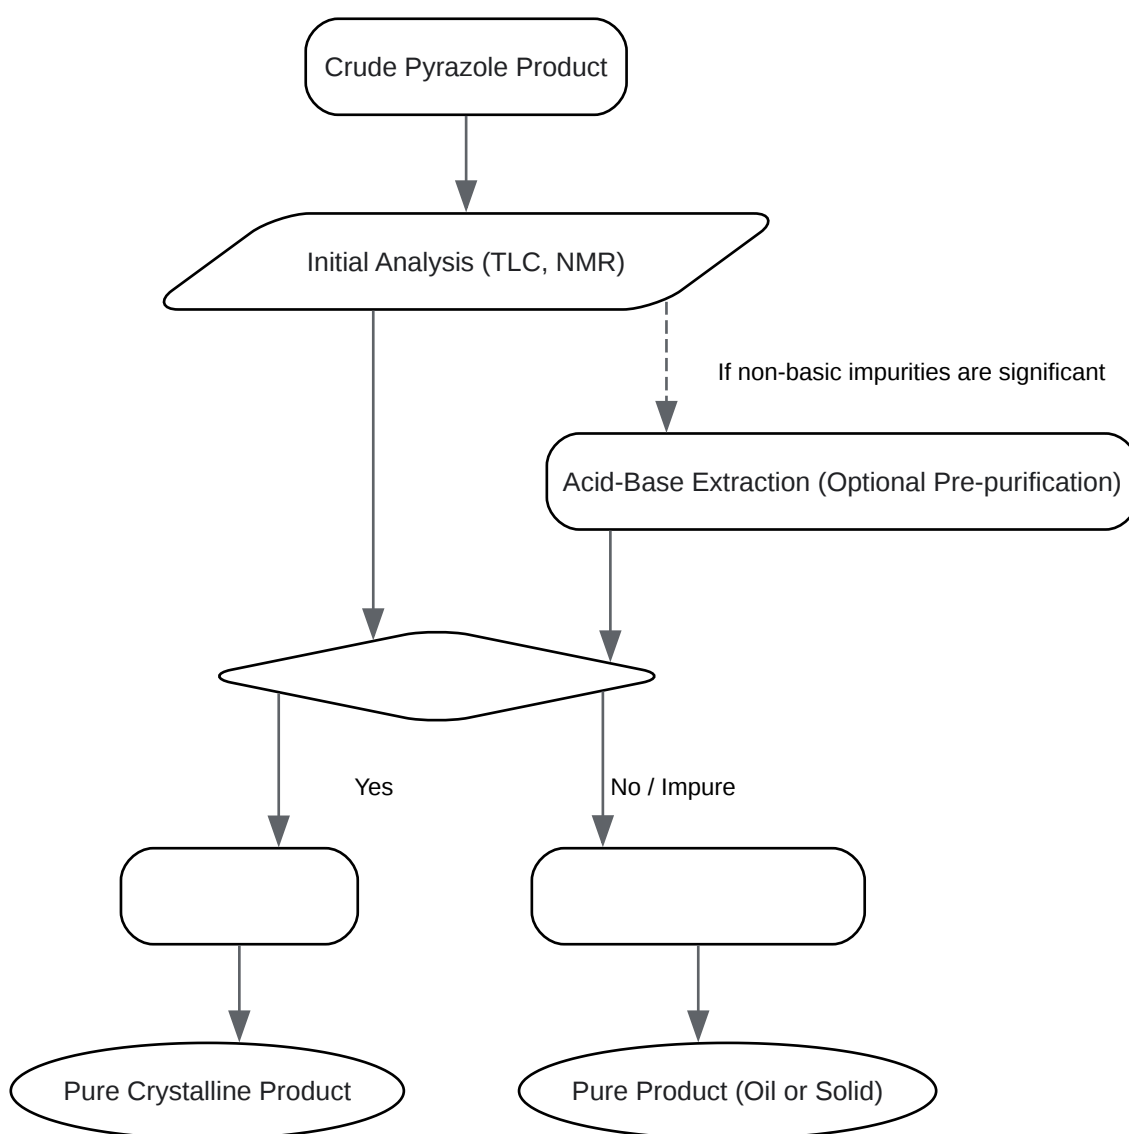 Crude Pyrazole Product
Initial Analysis (TLC, NMR)
If non-basic impurities are significant
Acid-Base Extraction (Optional Pre-purification)
Yes
No / Impure
Pure Crystalline Product
Pure Product (Oil or Solid)